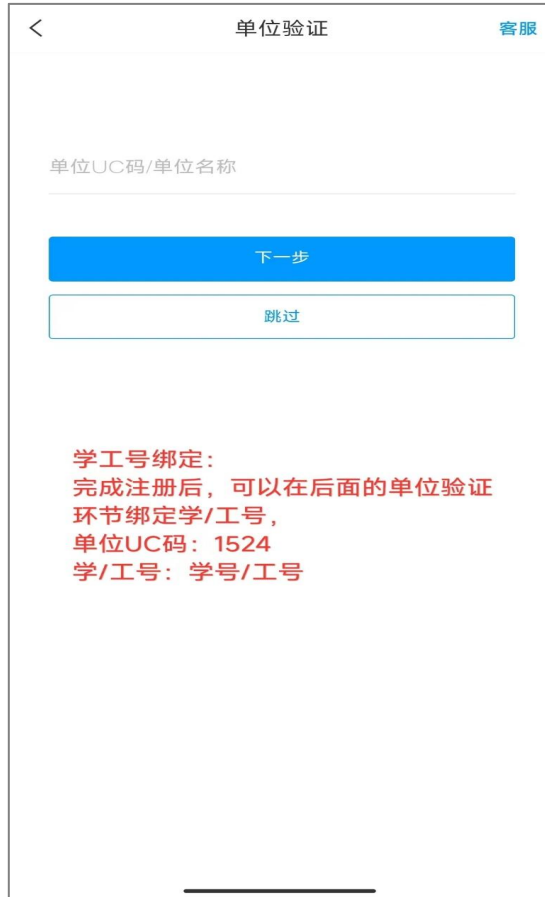 单位验证
客服
单位UC码/单位名称
下一步
跳过
学工号绑定：
完成注册后，可以在后面的单位验证
环节绑定学/工号，
单位UC码：1524
学/工号：学号/工号